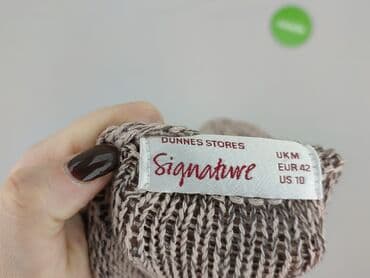 DUNNES STORES
Signature
UK M
EUR 42
US 10